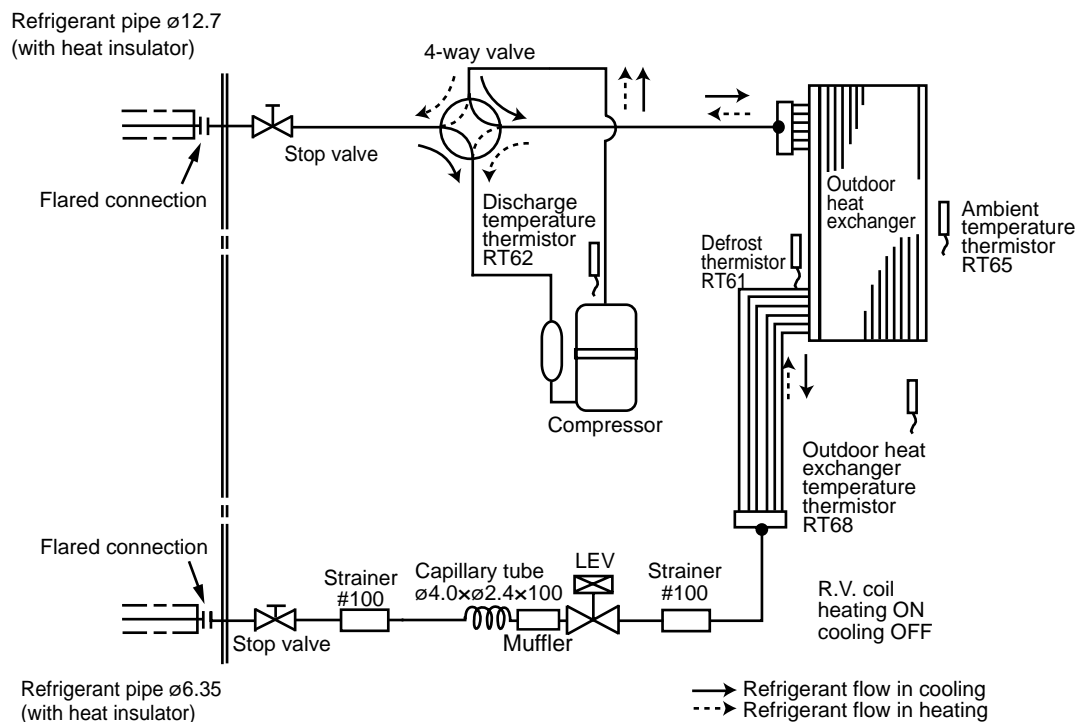 Refrigerant pipe ø12.7
(with heat insulator)
4-way valve
Stop valve
Flared connection
Discharge
temperature
thermistor
RT62
Outdoor
heat
exchanger
Defrost
thermistor
RT61
Ambient
temperature
thermistor
RT65
Compressor
Outdoor heat
exchanger
temperature
thermistor
RT68
Flared connection
Strainer
#100
Capillary tube
ø4.0×ø2.4×100
LEV
Strainer
#100
R.V. coil
heating ON
cooling OFF
Stop valve
Muffler
Refrigerant pipe ø6.35
(with heat insulator)
Refrigerant flow in cooling
Refrigerant flow in heating